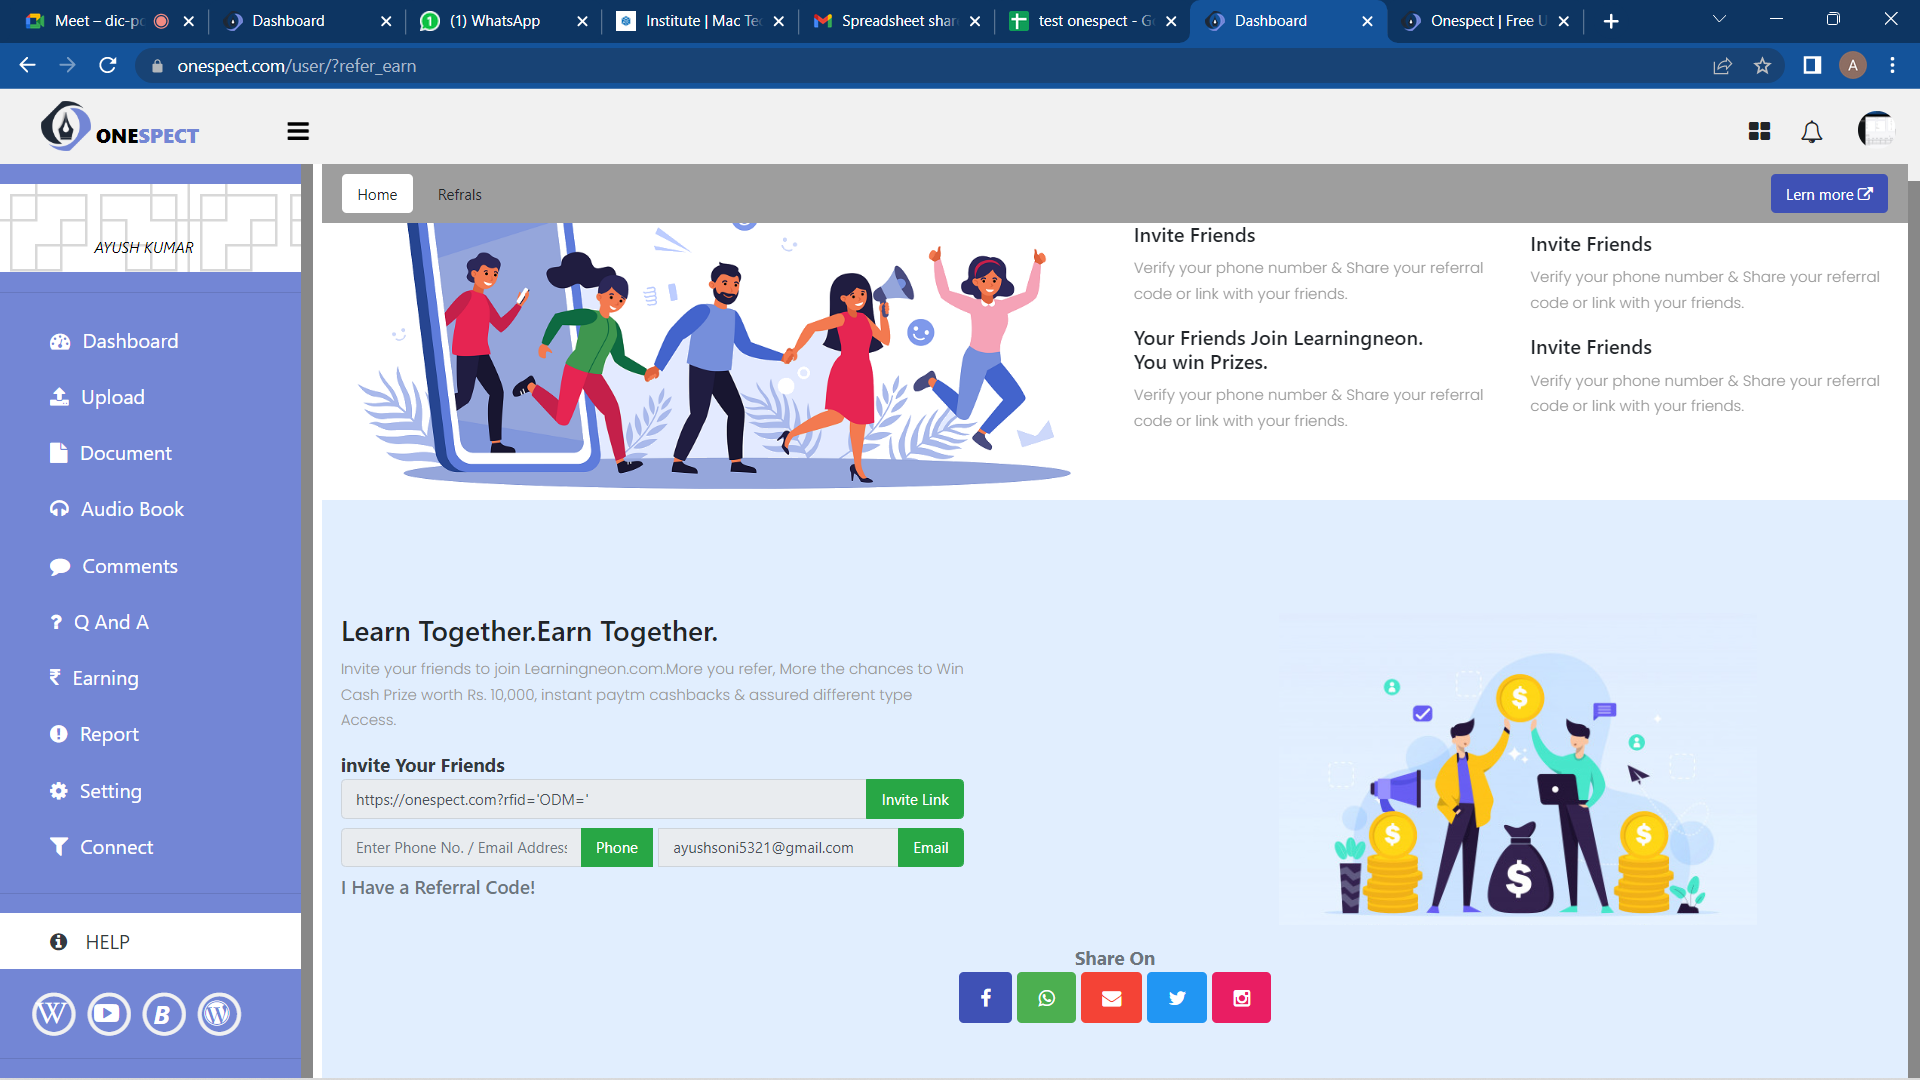 Meet – dic-pc
Dashboard
(1) WhatsApp
Institute | Mac Tec
Spreadsheet shar
test onespect - Go
Dashboard
Onespect | Free U
onespect.com/user/?refer_earn
A
ONESPECT
Home
Refrals
Lern more
AYUSH KUMAR
Dashboard
Upload
Document
Audio Book
Comments
Q And A
Earning
Report
Setting
Connect
HELP
Invite Friends
Verify your phone number & Share your referral
code or link with your friends.
Your Friends Join Learningneon.
You win Prizes.
Verify your phone number & Share your referral
code or link with your friends.
Invite Friends
Verify your phone number & Share your referral
code or link with your friends.
Invite Friends
Verify your phone number & Share your referral
code or link with your friends.
Learn Together.Earn Together.
Invite your friends to join Learningneon.com.More you refer, More the chances to Win
Cash Prize worth Rs. 10,000, instant paytm cashbacks & assured different type
Access.
invite Your Friends
https://onespect.com?rfid='ODM='
Invite Link
Enter Phone No. / Email Address
Phone
ayushsoni5321@gmail.com
Email
I Have a Referral Code!
Share On